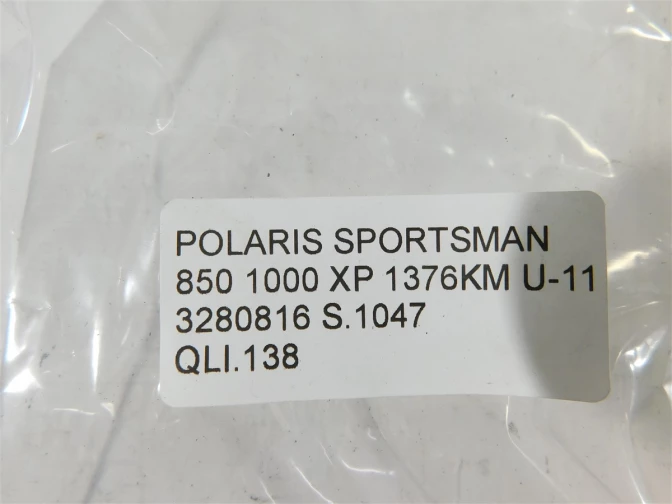 POLARIS SPORTSMAN
850 1000 XP 1376KM U-11
3280816 S.1047
QLI.138